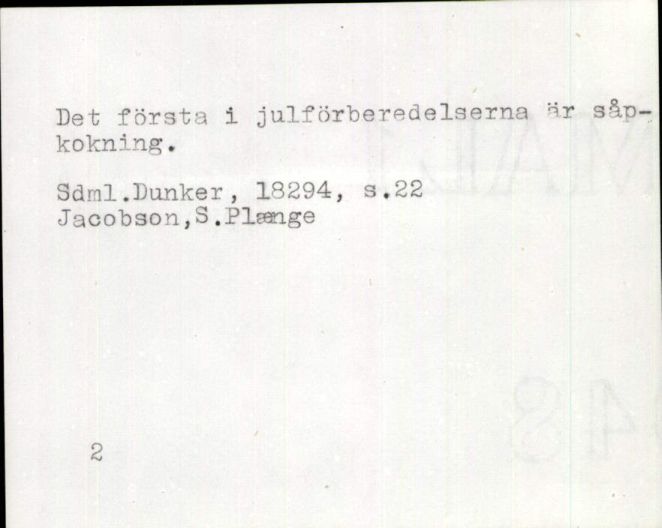 Det första i julförberedelserna är såp-
kokning.
Sdml.Dunker, 18294, s.22
Jacobson,S.Plænge
2